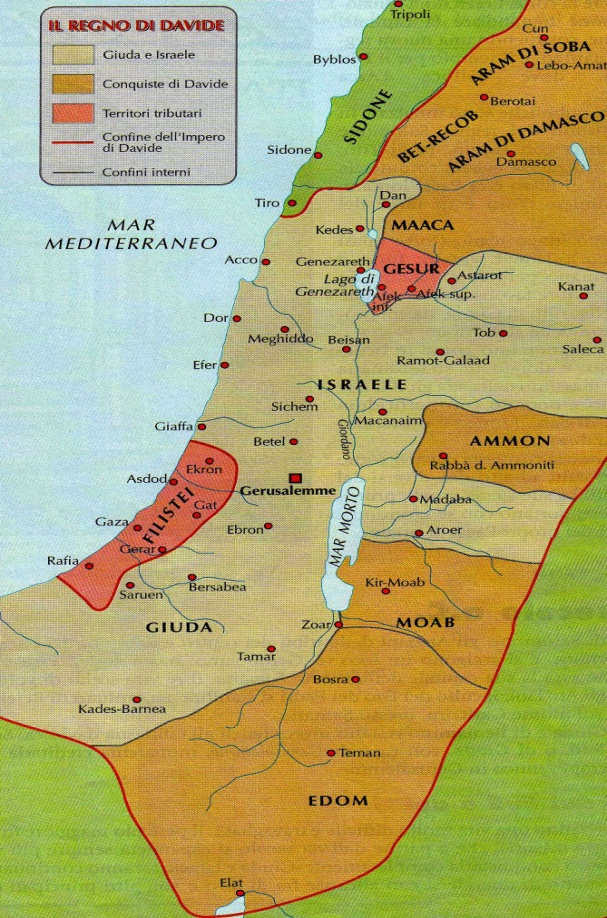 IL REGNO DI DAVIDE
Giuda e Israele
Conquiste di Davide
Territori tributari
Confine dell'Impero
di Davide
Confini interni
Tripoli
Cun
ARAM DI SOBA
Lebo-Amat
Byblos
Berotai
SIDONE
BET-RECOB
ARAM DI DAMASCO
Sidone
Damasco
Dan
Tiro
MAR
MEDITERRANEO
Kedes
MAACA
Acco
Genezareth
GESUR
Lago di
Genezareth
Astarot
Afek
inf.
Afek sup.
Kanat
Dor
Meghiddo
Beisan
Tob
Saleca
Ramot-Galaad
Efer
ISRAELE
Sichem
Macanaim
Giaffa
Giordano
Betel
AMMON
Rabbà d. Ammoniti
Ekron
Asdod
Gerusalemme
Gat
FILISTEI
Madaba
Gaza
Ebron
MAR MORTO
Aroer
Gerar
Rafia
Saruen
Bersabea
Kir-Moab
GIUDA
Zoar
MOAB
Tamar
Bosra
Kades-Barnea
Teman
EDOM
Elat